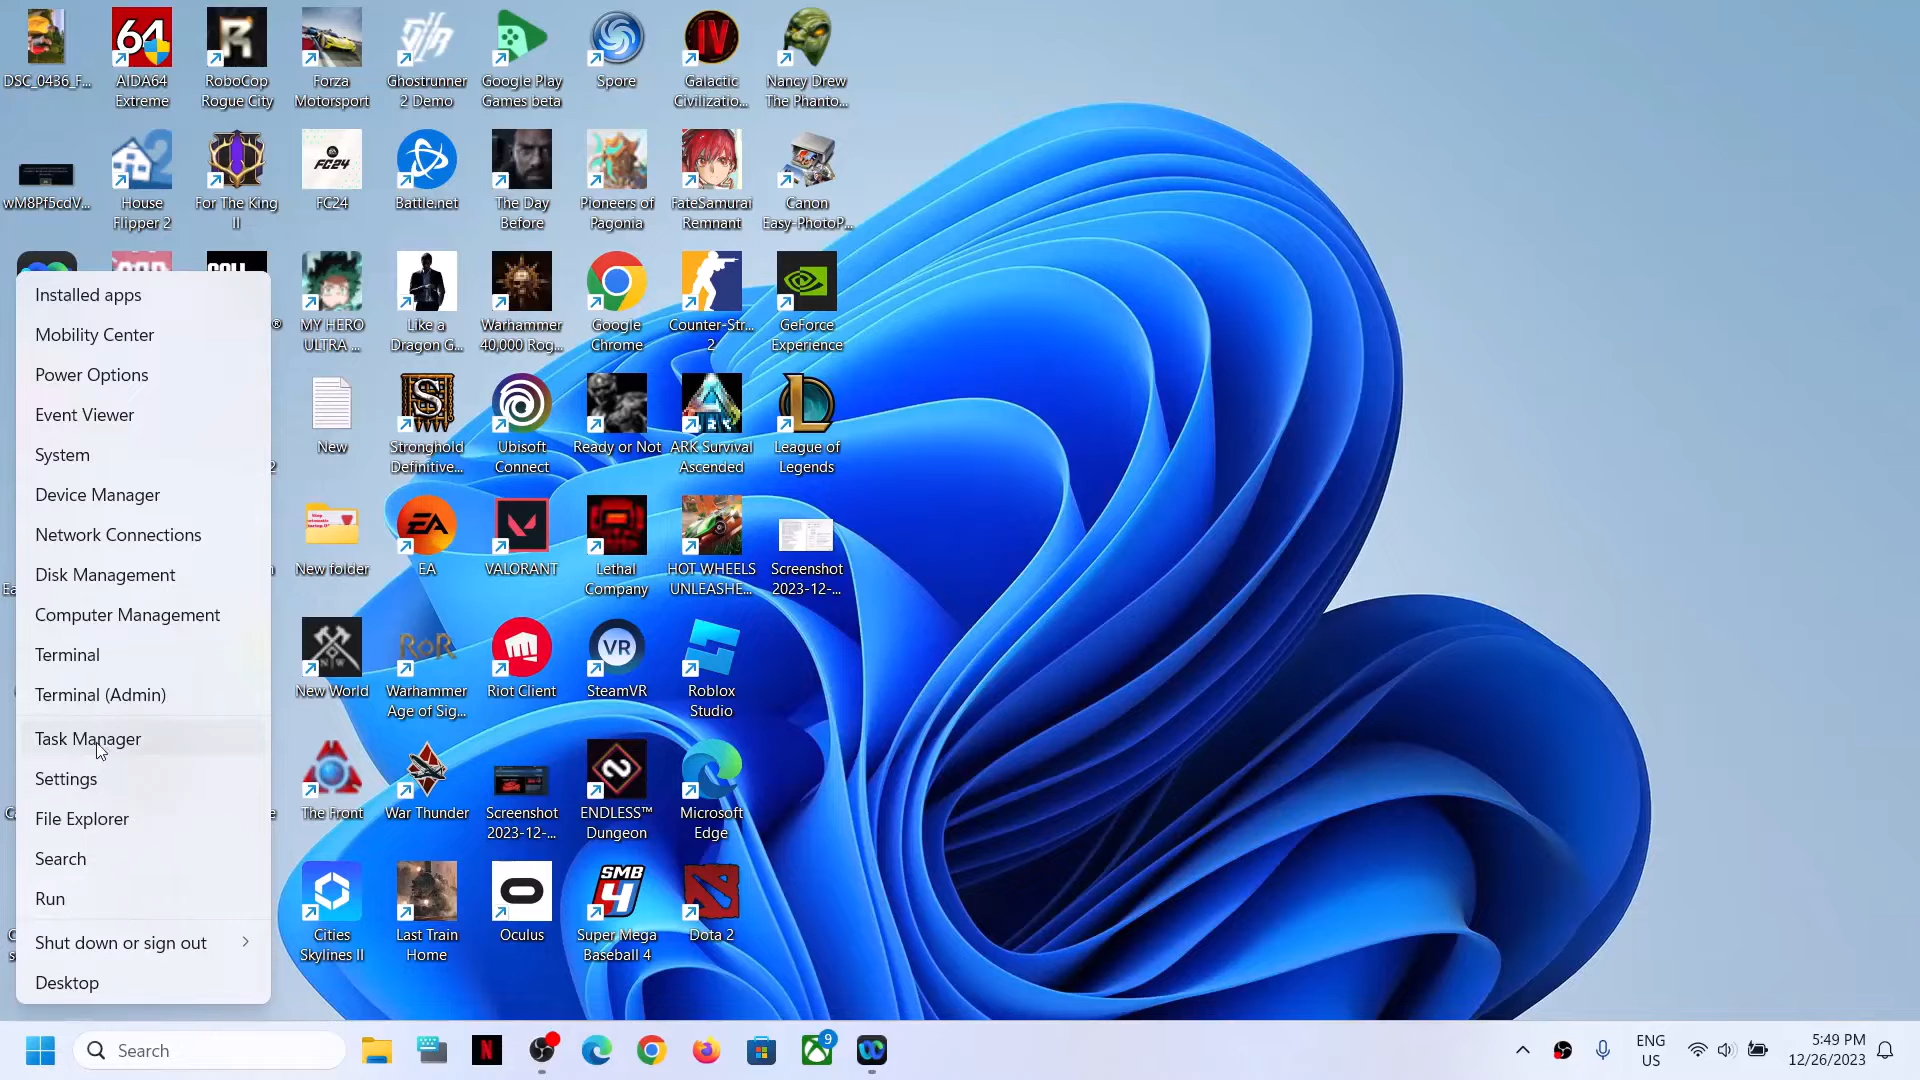 DSC_0436_F...
AIDA64
Extreme
RoboCop
Rogue City
Forza
Motorsport
Ghostrunner
2 Demo
Google Play
Games beta
Spore
Galactic
Civilizatio...
Nancy Drew
The Phanto...
wM8Pf5cdV...
House
Flipper 2
For The King
II
FC24
Battle.net
The Day
Before
Pioneers of
Pagonia
FateSamurai
Remnant
Canon
Easy-PhotoP...
MY HERO
ULTRA ...
Like a
Dragon G...
Warhammer
40,000 Rog...
Google
Chrome
Counter-Str...
2
GeForce
Experience
New
Stronghold
Definitive...
Ubisoft
Connect
Ready or Not
ARK Survival
Ascended
League of
Legends
New folder
EA
VALORANT
Lethal
Company
HOT WHEELS
UNLEASHE...
Screenshot
2023-12-...
New World
Warhammer
Age of Sig...
Riot Client
SteamVR
Roblox
Studio
The Front
War Thunder
Screenshot
2023-12-...
ENDLESS™
Dungeon
Microsoft
Edge
Cities
Skylines II
Last Train
Home
Oculus
Super Mega
Baseball 4
Dota 2
Installed apps
Mobility Center
Power Options
Event Viewer
System
Device Manager
Network Connections
Disk Management
Computer Management
Terminal
Terminal (Admin)
Task Manager
Settings
File Explorer
Search
Run
Shut down or sign out
Desktop
Search
9
ENG
US
5:49 PM
12/26/2023